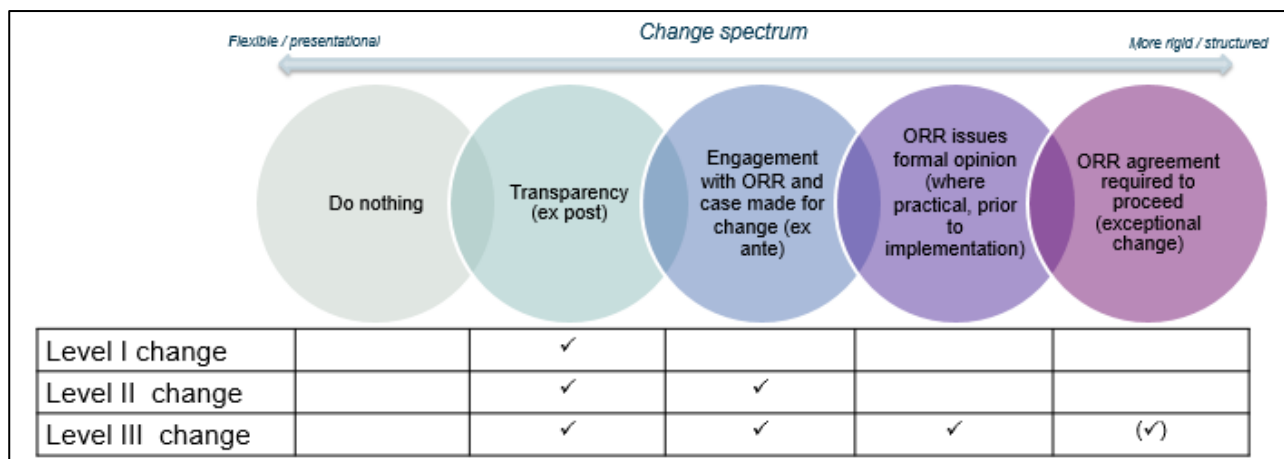 Change spectrum
Flexible / presentational
More rigid / structured
Do nothing
Transparency
(ex post)
Engagement
with ORR and
case made for
change (ex
ante)
ORR issues
formal opinion
(where
practical, prior
to
implementation)
ORR agreement
required to
proceed
(exceptional
change)
Level I change ✓
Level II change ✓ ✓
Level III change ✓ ✓ ✓ (✓)